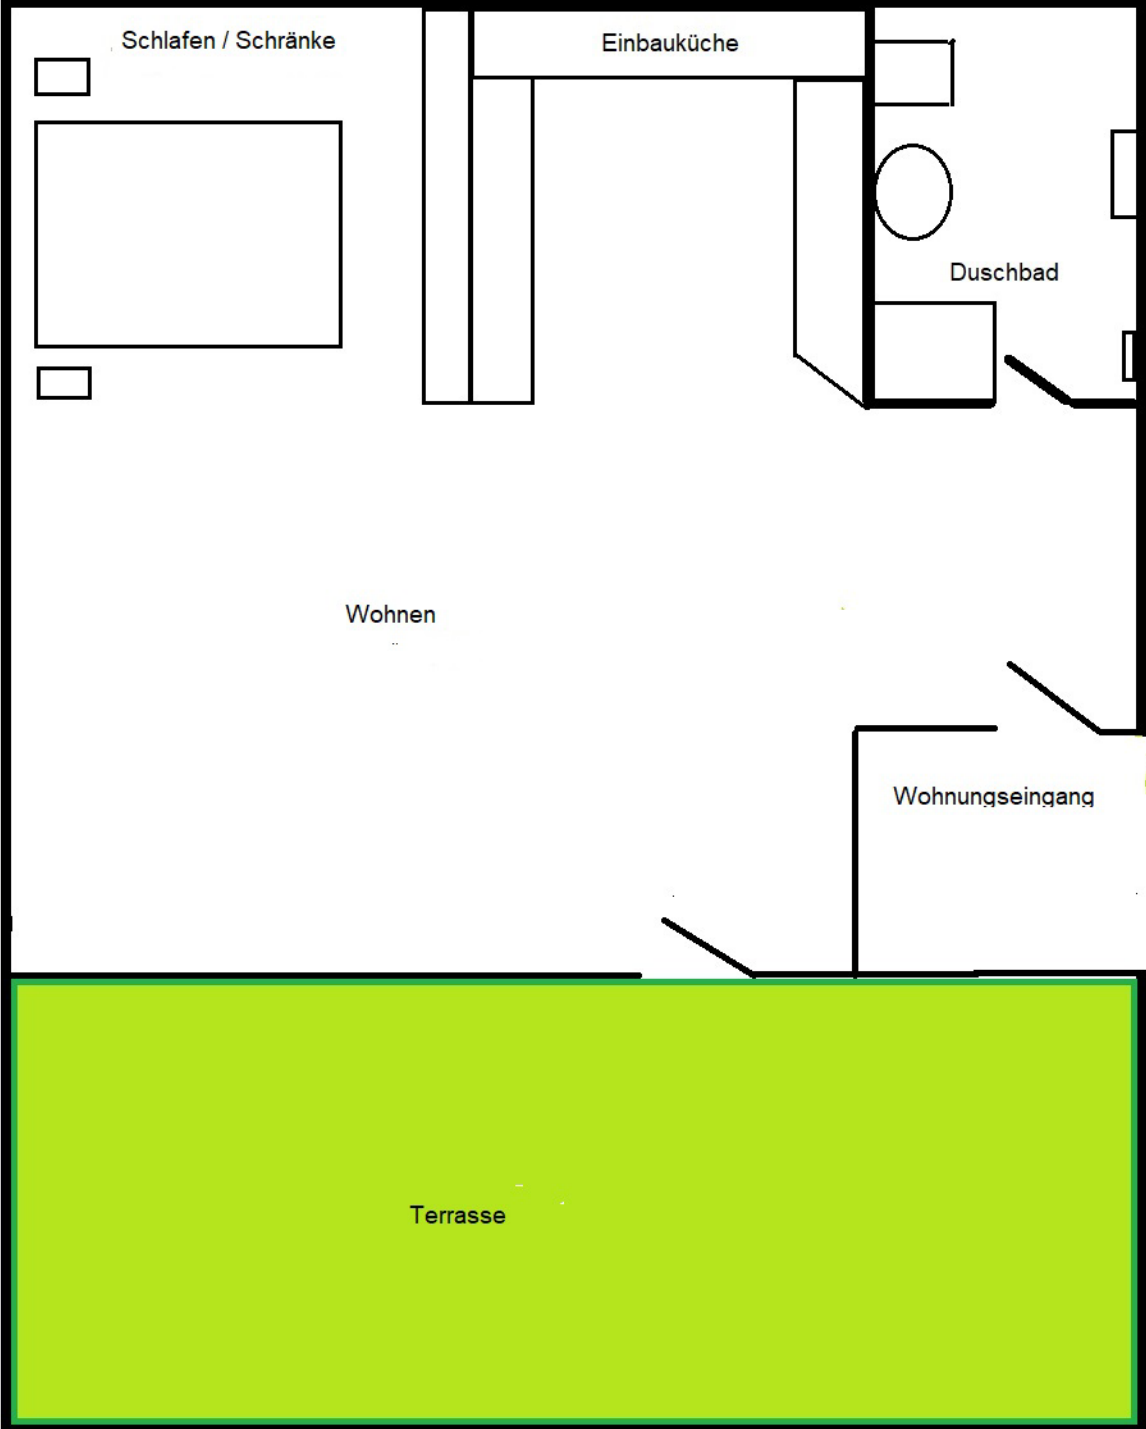 Schlafen / Schränke
Einbauküche
Duschbad
Wohnen
Wohnungseingang
Terrasse